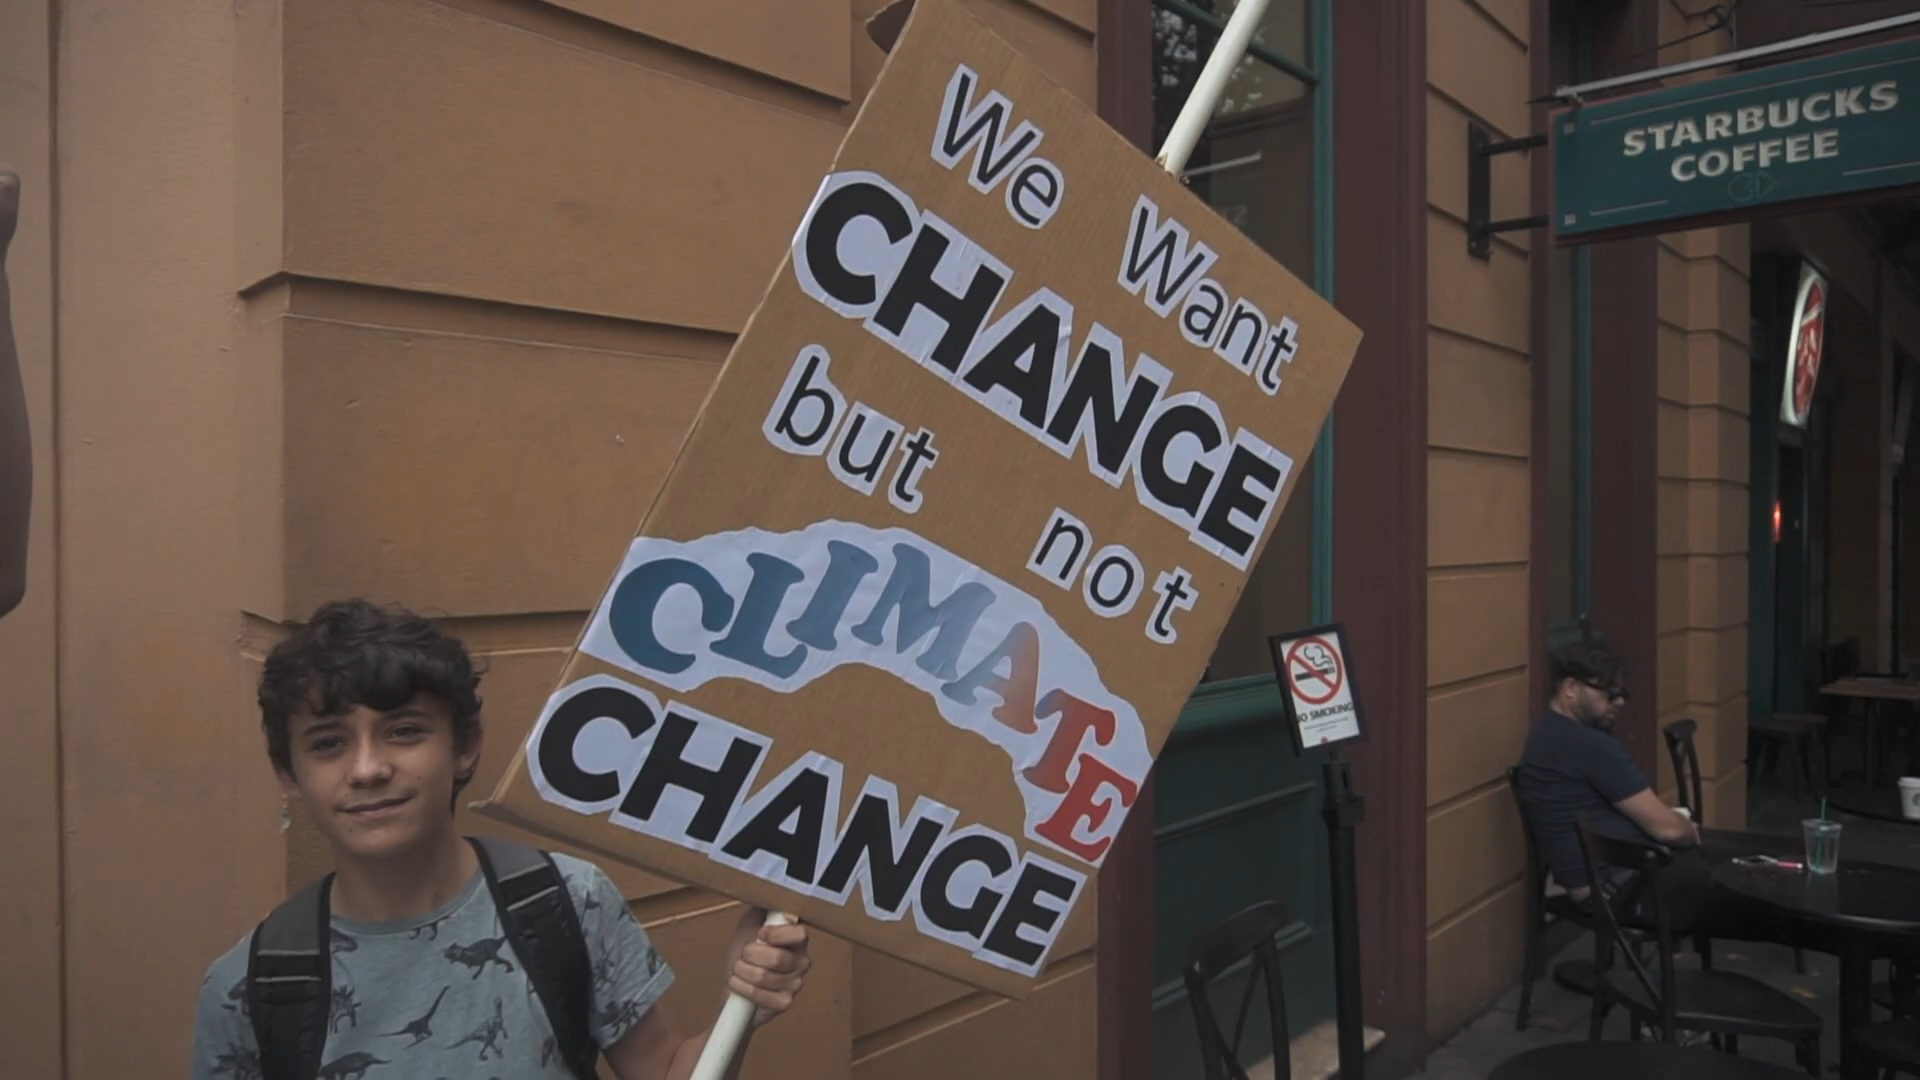 We Want
CHANGE
but not
CLIMATE
CHANGE
STARBUCKS
COFFEE
NO SMOKING